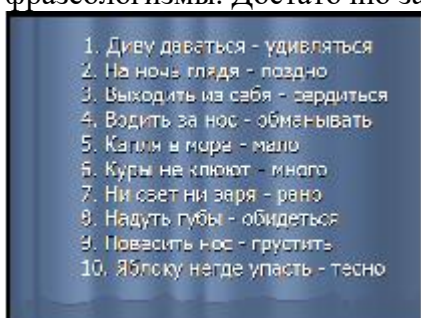 фразеологизмы. Достаточно
1. Диву даваться - удивляться
2. На ночь глядя - поздно
3. Выходить из себя - сердиться
4. Водить за нос - обманывать
5. Капля в море - мало
6. Куры не клюют - много
7. Ни свет ни заря - рано
8. Надуть губы - обидеться
9. Повесить нос - грустить
10. Яблоку негде упасть - тесно